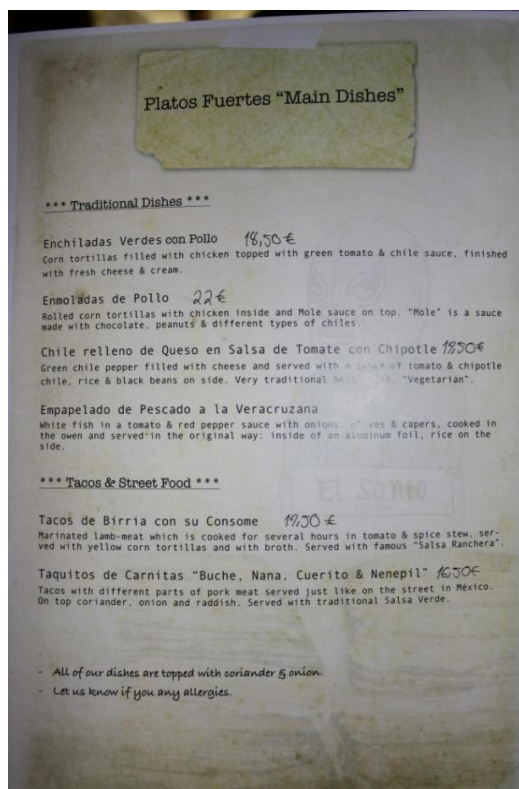 Platos Fuertes “Main Dishes”
*** Traditional Dishes ***
Enchiladas Verdes con Pollo 18,50 €
Corn tortillas filled with chicken topped with green tomato & chile sauce, finished
with fresh cheese & cream.
Enmoladas de Pollo 22 €
Rolled corn tortillas with chicken inside and Mole sauce on top. "Mole" is a sauce
made with chocolate, peanuts & different types of chiles.
Chile relleno de Queso en Salsa de Tomate con Chipotle 19,50 €
Green chile pepper filled with cheese and served with a of tomato & chipotle
chile, rice & black beans on side. Very traditional "Vegetarian".
Empapelado de Pescado a la Veracruzana
White fish in a tomato & red pepper sauce with onions, olives & capers, cooked in
the owen and served in the original way: inside of an aluminum foil, rice on the
side.
*** Tacos & Street Food ***
El Santo
Tacos de Birria con su Consome 19,50 €
Marinated lamb-meat which is cooked for several hours in tomato & spice stew, ser-
ved with yellow corn tortillas and with broth. Served with famous "Salsa Ranchera".
Taquitos de Carnitas "Buche, Nana, Cuerito & Nenepil" 16,50 €
Tacos with different parts of pork meat served just like on the street in México.
On top coriander, onion and raddish. Served with traditional Salsa Verde.
- All of our dishes are topped with coriander & onion.
- Let us know if you any allergies.